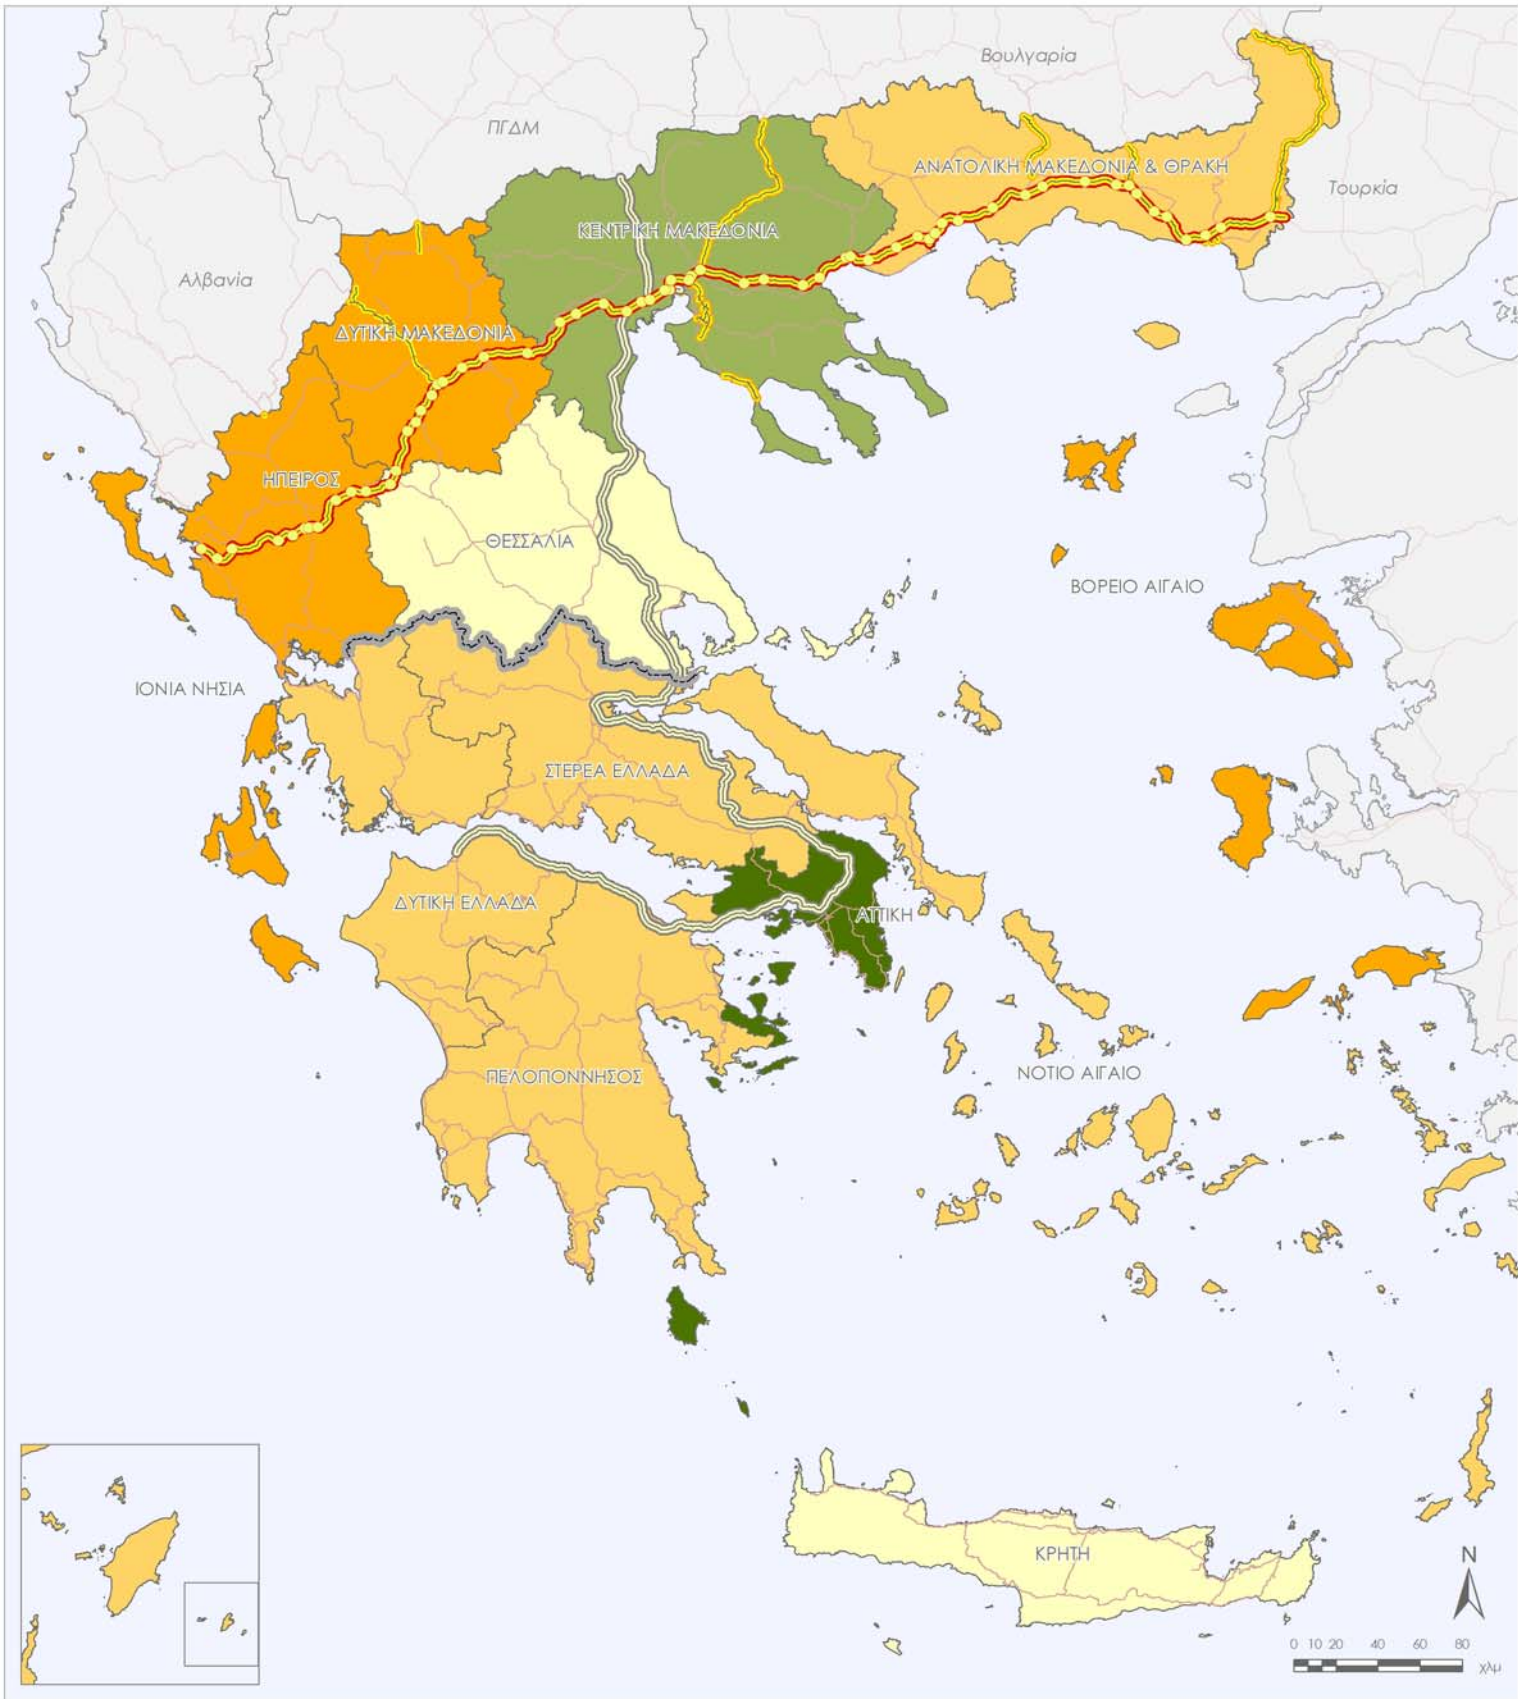 Βουλγαρία
ΠΓΔΜ
ΑΝΑΤΟΛΙΚΗ ΜΑΚΕΔΟΝΙΑ & ΘΡΑΚΗ
Τουρκία
ΚΕΝΤΡΙΚΗ ΜΑΚΕΔΟΝΙΑ
Αλβανία
ΔΥΤΙΚΗ ΜΑΚΕΔΟΝΙΑ
ΗΠΕΙΡΟΣ
ΘΕΣΣΑΛΙΑ
ΒΟΡΕΙΟ ΑΙΓΑΙΟ
ΙΟΝΙΑ ΝΗΣΙΑ
ΣΤΕΡΕΑ ΕΛΛΑΔΑ
ΔΥΤΙΚΗ ΕΛΛΑΔΑ
ΑΤΤΙΚΗ
ΝΟΤΙΟ ΑΙΓΑΙΟ
ΠΕΛΟΠΟΝΝΗΣΟΣ
ΚΡΗΤΗ
N
0 10 20 40 60 80
χλμ